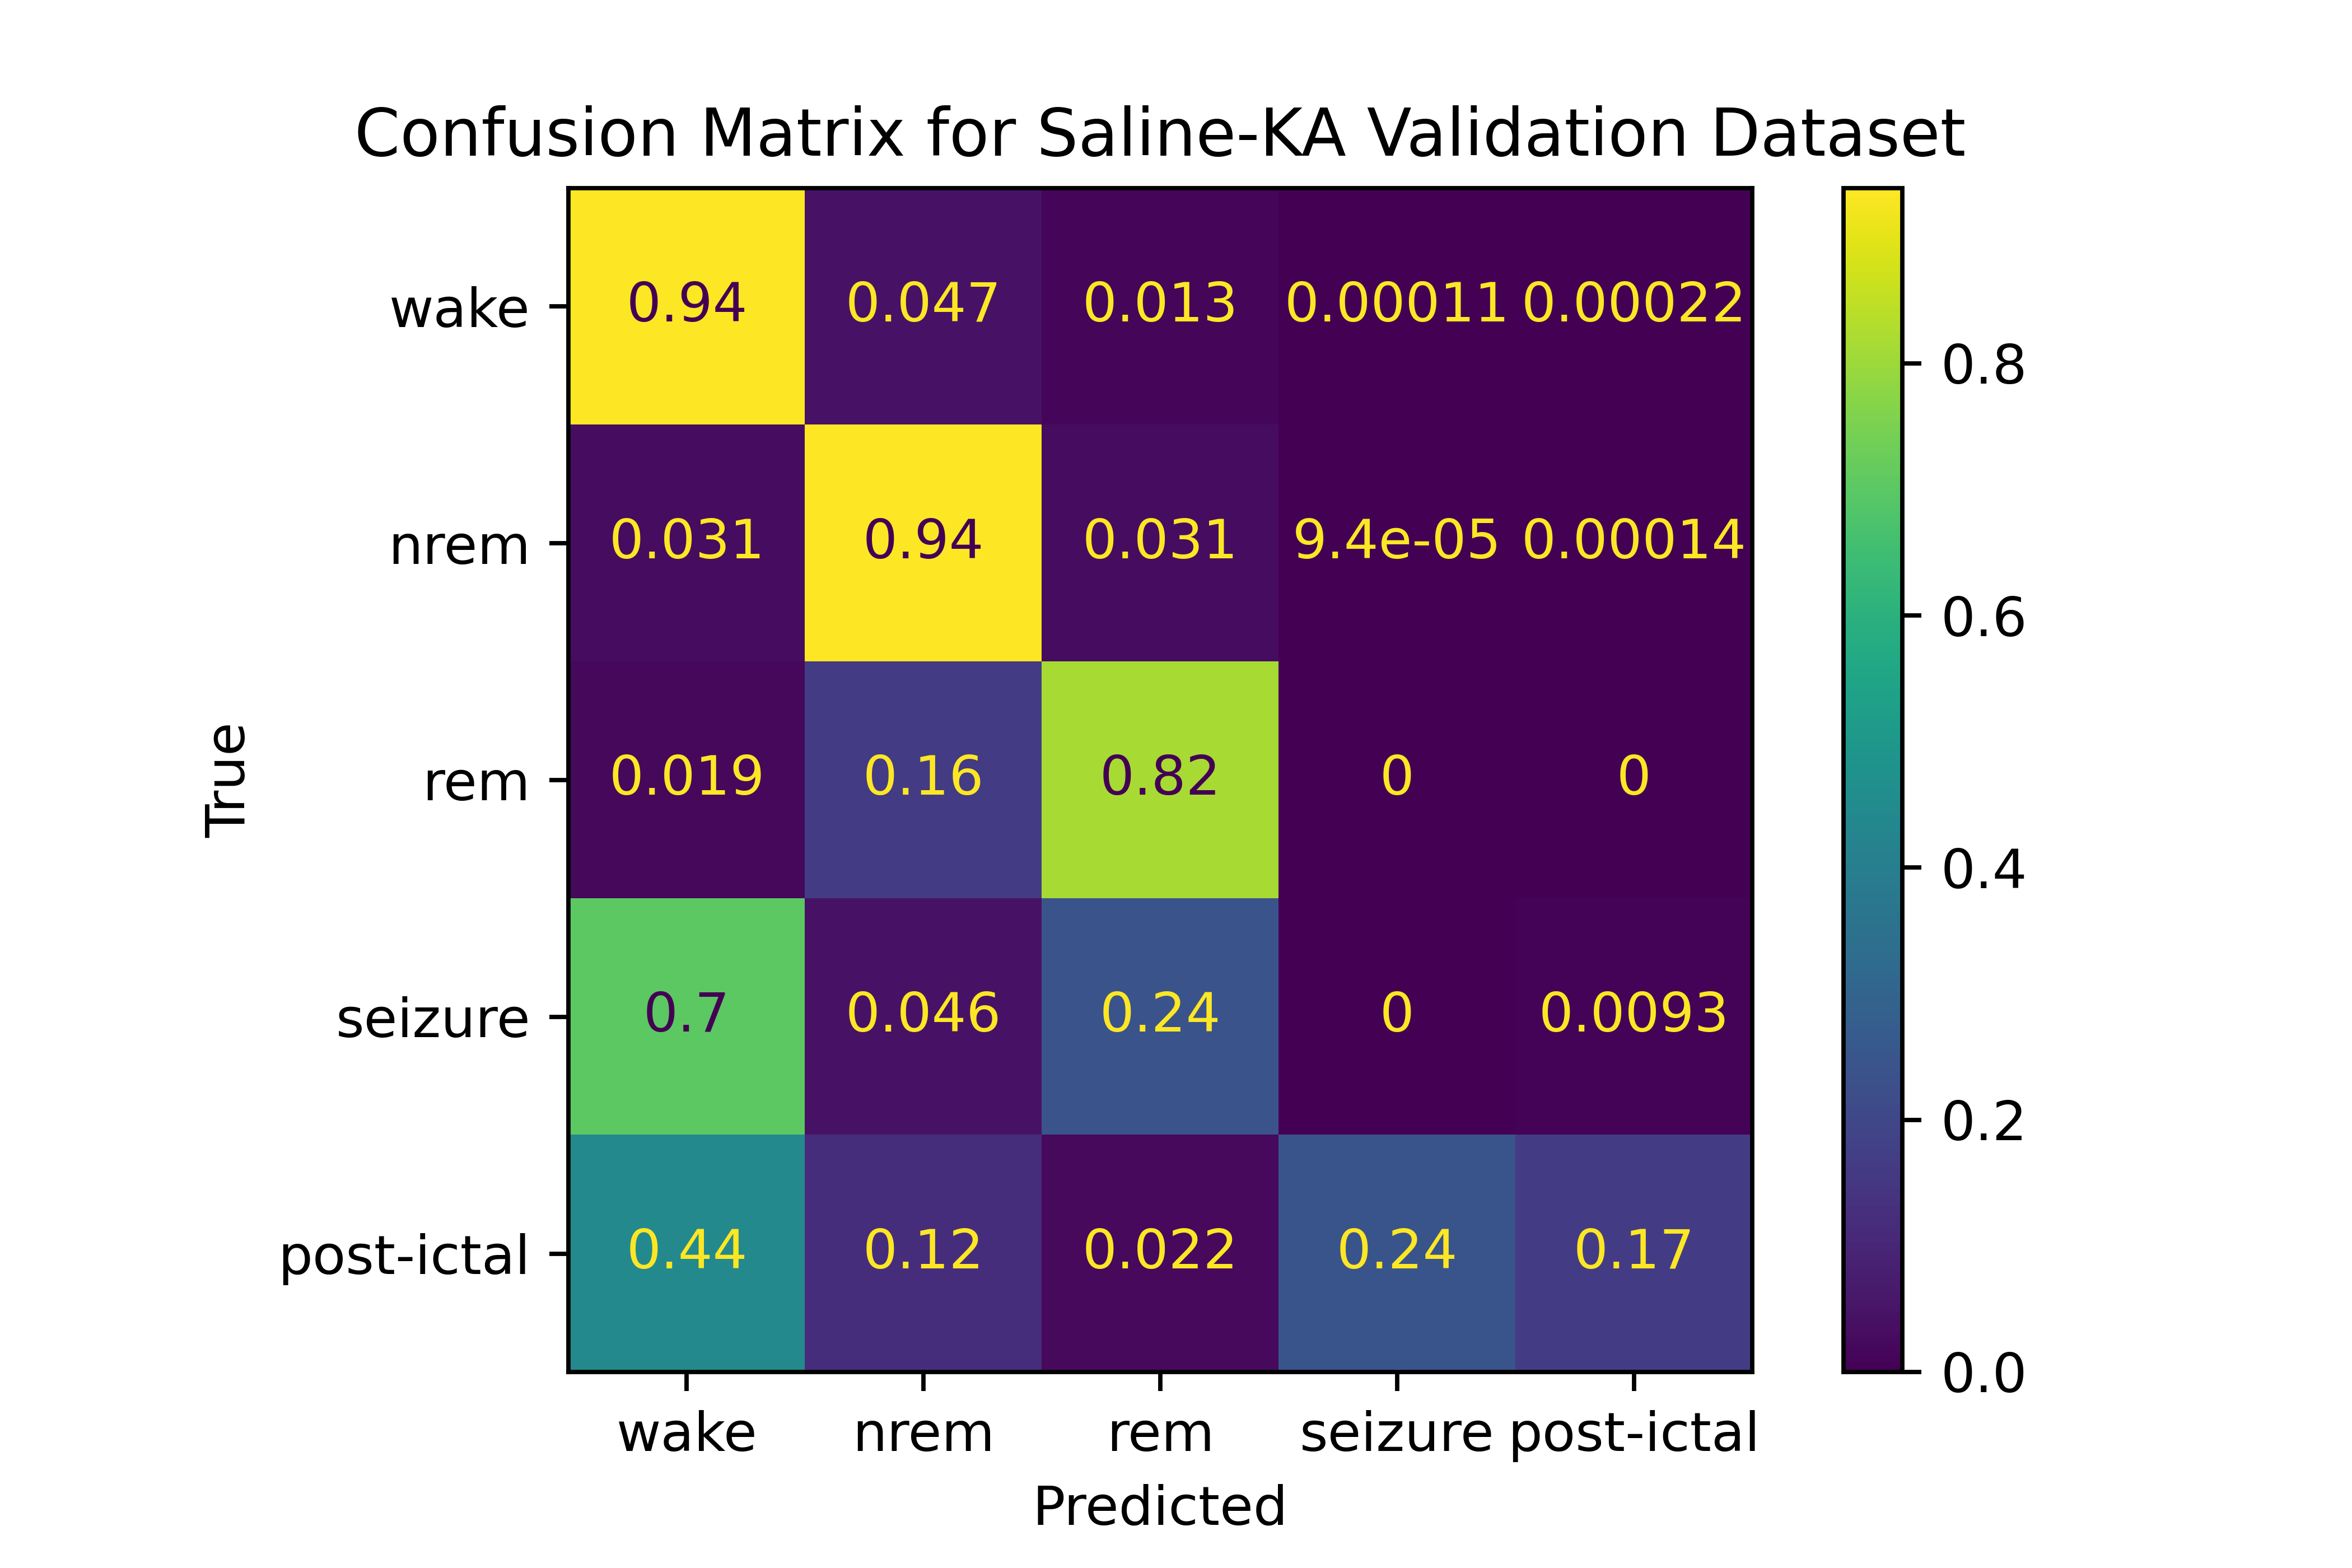 Confusion Matrix for Saline-KA Validation Dataset
wake 0.94 0.047 0.013 0.00011 0.00022
nrem 0.031 0.94 0.031 9.4e-05 0.00014
rem 0.019 0.16 0.82 0 0
seizure 0.7 0.046 0.24 0 0.0093
post-ictal 0.44 0.12 0.022 0.24 0.17
wake nrem rem seizure post-ictal
Predicted
True
0.8
0.6
0.4
0.2
0.0